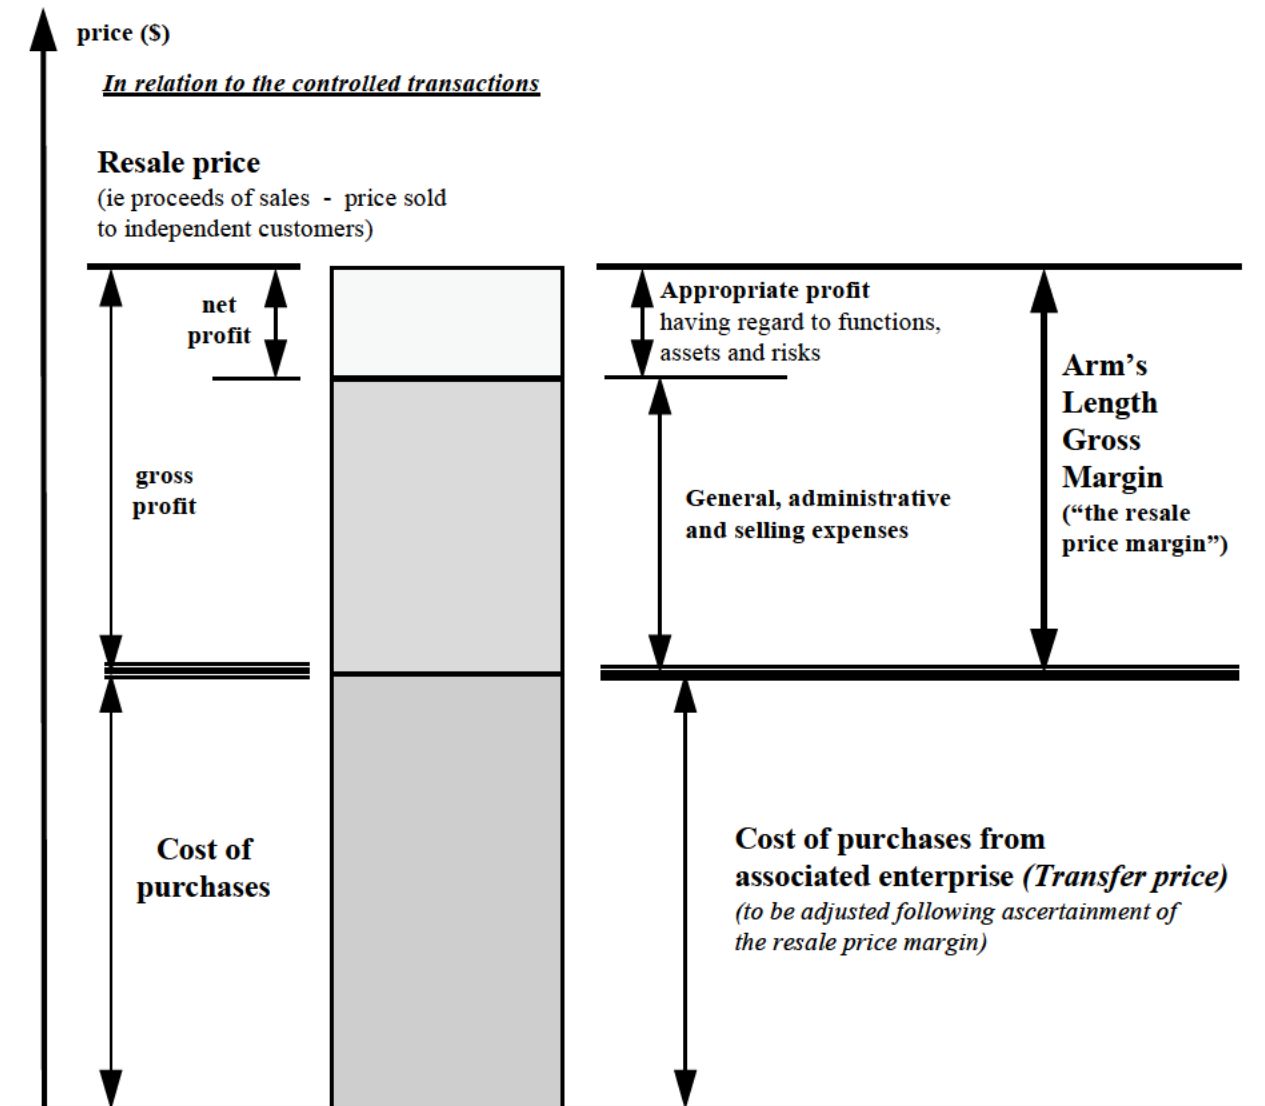 price ($)
In relation to the controlled transactions
Resale price
(ie proceeds of sales - price sold
to independent customers)
net
profit
Appropriate profit
having regard to functions,
assets and risks
Arm’s
Length
Gross
Margin
(“the resale
price margin”)
gross
profit
General, administrative
and selling expenses
Cost of
purchases
Cost of purchases from
associated enterprise (Transfer price)
(to be adjusted following ascertainment of
the resale price margin)